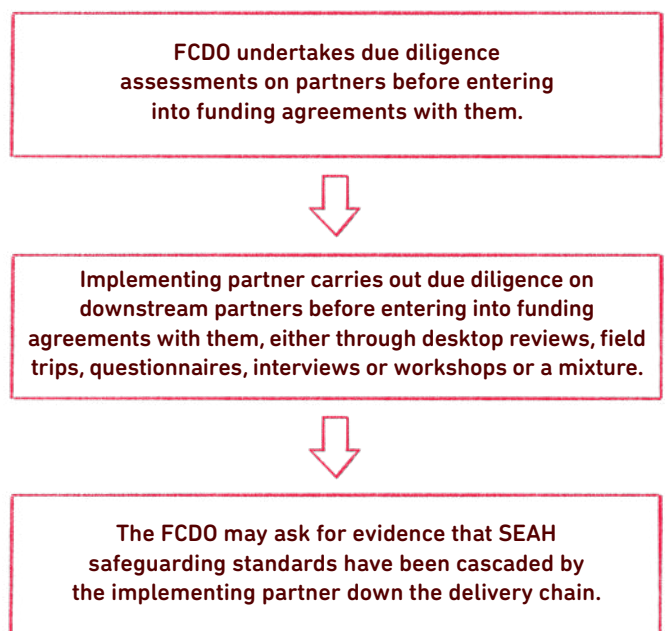 FCDO undertakes due diligence
assessments on partners before entering
into funding agreements with them.
Implementing partner carries out due diligence on
downstream partners before entering into funding
agreements with them, either through desktop reviews, field
trips, questionnaires, interviews or workshops or a mixture.
The FCDO may ask for evidence that SEAH
safeguarding standards have been cascaded by
the implementing partner down the delivery chain.